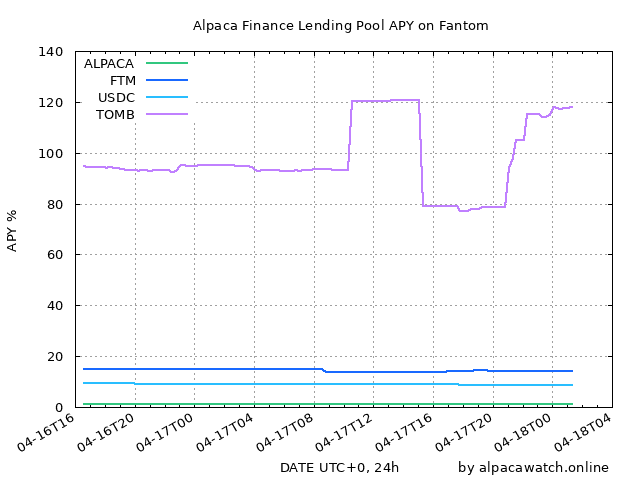 Alpaca Finance Lending Pool APY on Fantom
140
120
100
80
60
40
20
0
APY %
ALPACA
FTM
USDC
TOMB
04-16T16
04-16T20
04-17T00
04-17T04
04-17T08
04-17T12
04-17T16
04-17T20
04-18T00
04-18T04
DATE UTC+0, 24h
by alpacawatch.online